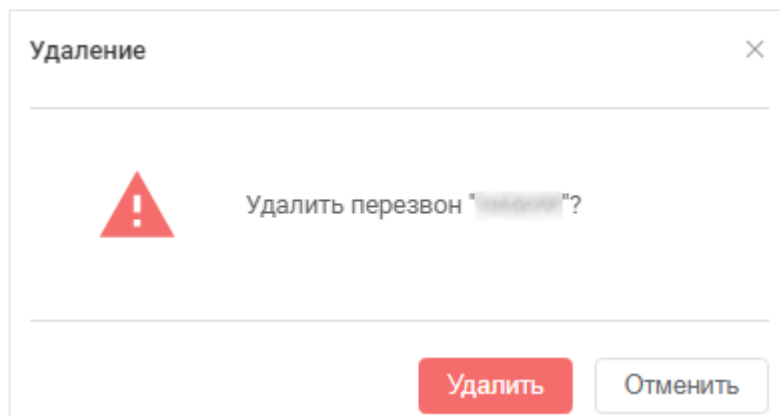 Удаление
Удалить перезвон ""?
Удалить
Отменить